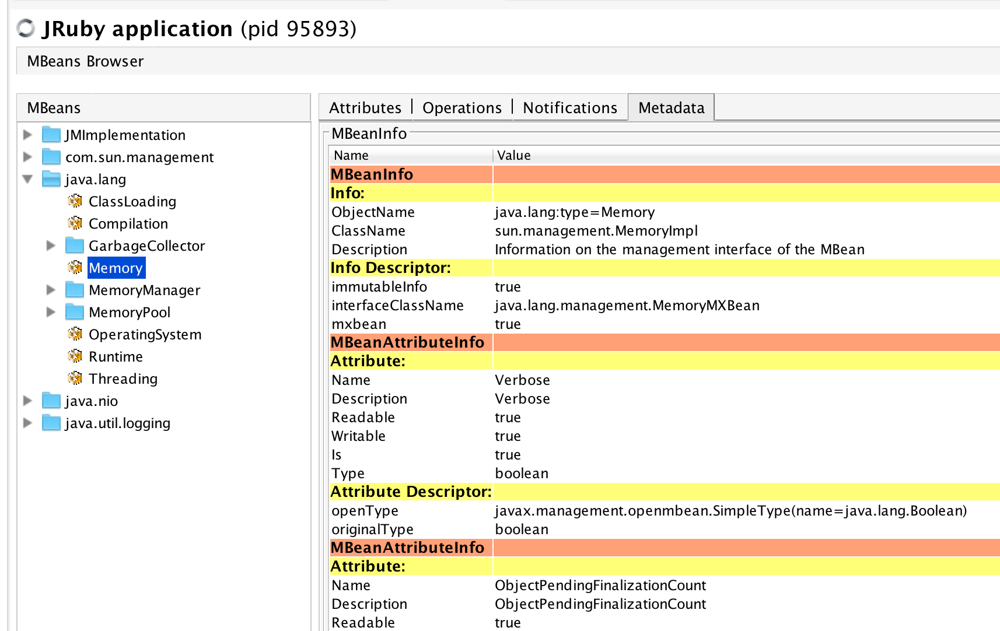 JRuby application (pid 95893)
MBeans Browser
MBeans
JMImplementation
com.sun.management
java.lang
ClassLoading
Compilation
GarbageCollector
Memory
MemoryManager
MemoryPool
OperatingSystem
Runtime
Threading
java.nio
java.util.logging
Attributes Operations Notifications Metadata
MBeanInfo
Name Value
MBeanInfo
Info:
ObjectName java.lang:type=Memory
ClassName sun.management.MemoryImpl
Description Information on the management interface of the MBean
Info Descriptor:
immutableInfo true
interfaceClassName java.lang.management.MemoryMXBean
mxbean true
MBeanAttributeInfo
Attribute:
Name Verbose
Description Verbose
Readable true
Writable true
Is true
Type boolean
Attribute Descriptor:
openType javax.management.openmbean.SimpleType(name=java.lang.Boolean)
originalType boolean
MBeanAttributeInfo
Attribute:
Name ObjectPendingFinalizationCount
Description ObjectPendingFinalizationCount
Readable true